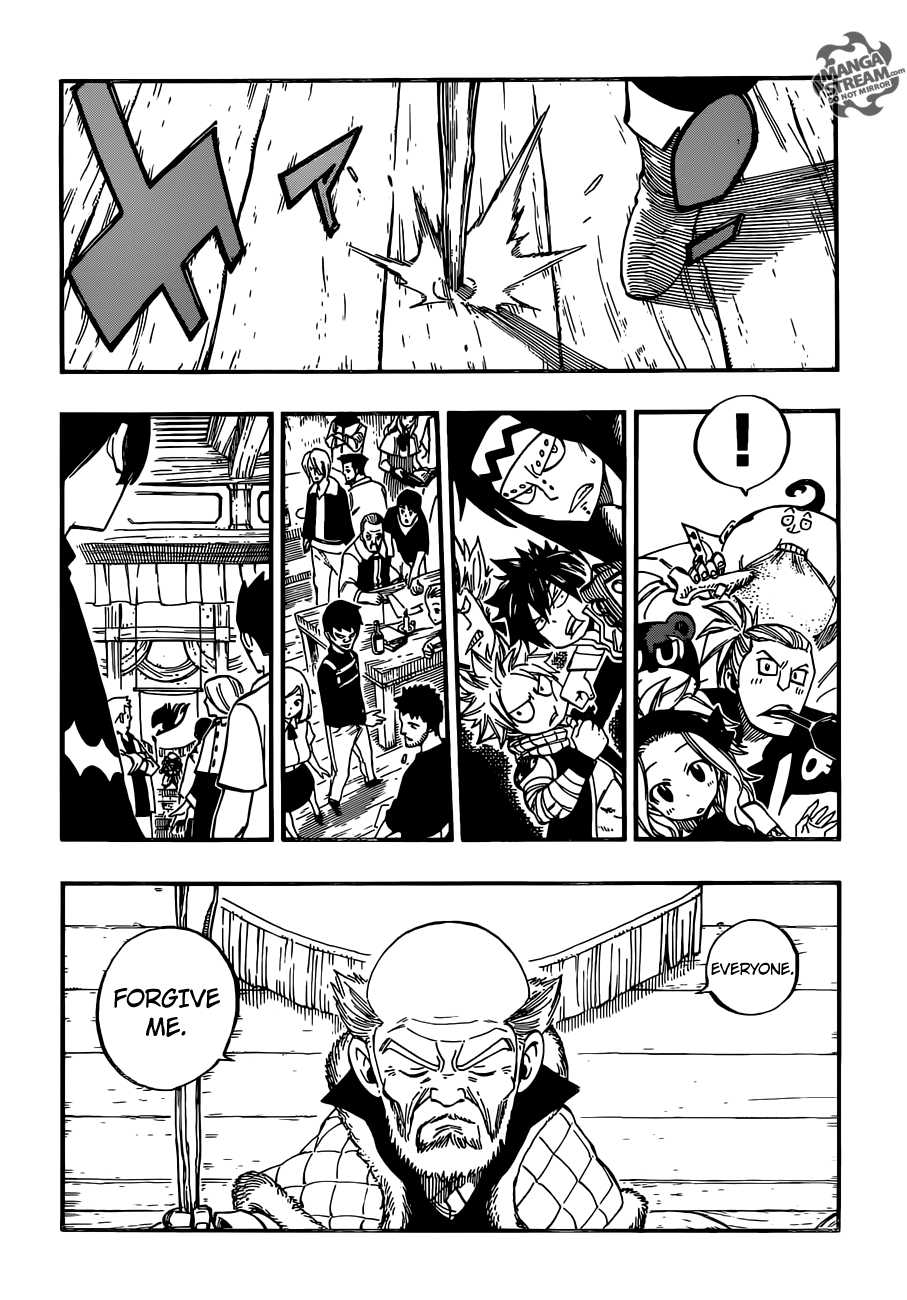 MANGA
STREAM.com
DO NOT MIRROR
!
EVERYONE.
FORGIVE
ME.